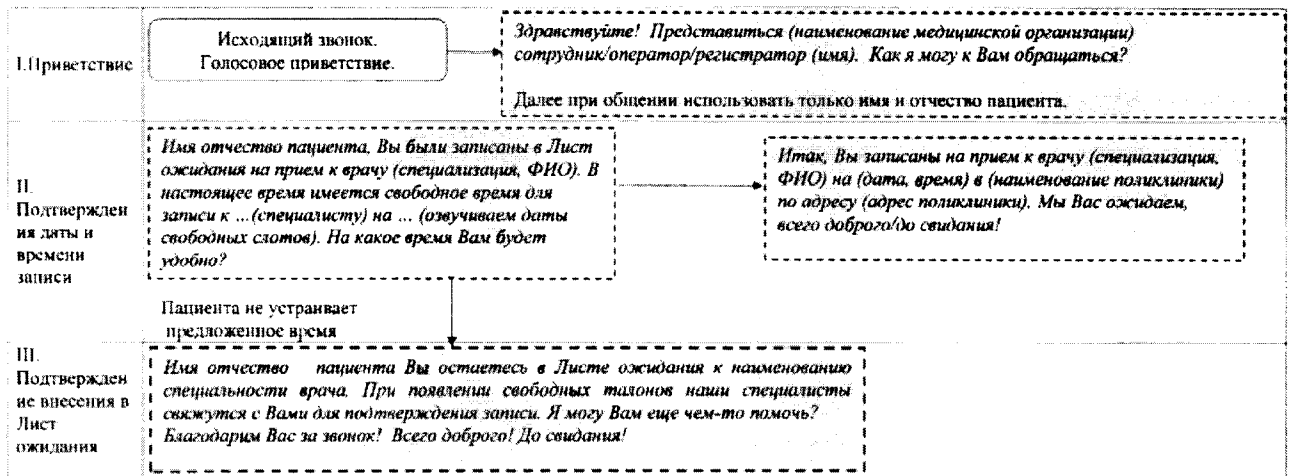 I.Приветствие
Исходящий звонок.
Голосовое приветствие.
Здравствуйте! Представиться (наименование медицинской организации)
сотрудник/оператор/регистратор (имя). Как я могу к Вам обращаться?
Далее при общении использовать только имя и отчество пациента.
II.
Подтвержден
ия даты и
времени
записи
Имя отчество пациента, Вы были записаны в Лист
ожидания на прием к врачу (специализация, ФИО). В
настоящее время имеется свободное время для
записи к ...(специалисту) на ... (озвучиваем даты
свободных слотов). На какое время Вам будет
удобно?
Итак, Вы записаны на прием к врачу (специализация,
ФИО) на (дата, время) в (наименование поликлиники)
по адресу (адрес поликлиники). Мы Вас ожидаем,
всего доброго/до свидания!
Пациента не устраивает
предложенное время
III.
Подтвержден
ие внесения в
Лист
ожидания
Имя отчество пациента Вы остаетесь в Листе ожидания к наименованию
специальности врача. При появлении свободных талонов наши специалисты
свяжутся с Вами для подтверждения записи. Я могу Вам еще чем-то помочь?
Благодарим Вас за звонок! Всего доброго! До свидания!